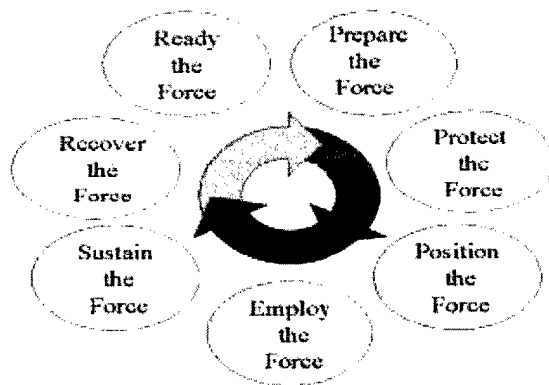 Ready
the
Force
Prepare
the
Force
Protect
the
Force
Position
the
Force
Employ
the
Force
Sustain
the
Force
Recover
the
Force